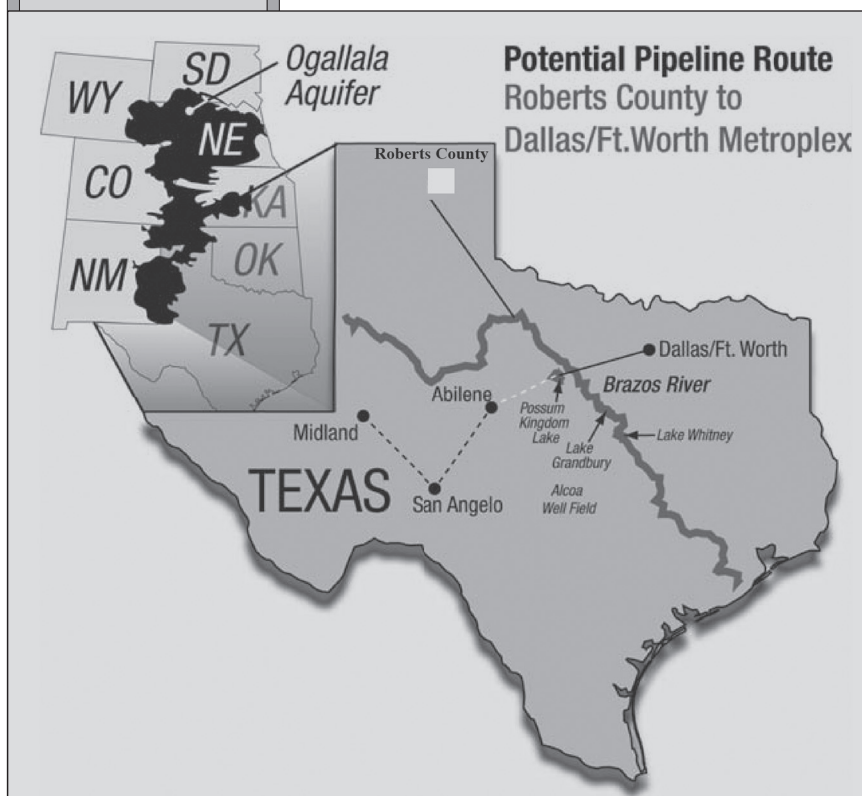 Potential Pipeline Route
Roberts County to
Dallas/Ft.Worth Metroplex
Ogallala
Aquifer
SD
WY
NE
CO
KA
NM
OK
TX
Roberts County
Dallas/Ft. Worth
Brazos River
Abilene
Possum
Kingdom
Lake
Lake Whitney
Midland
Lake
Grandbury
TEXAS
San Angelo
Alcoa
Well Field